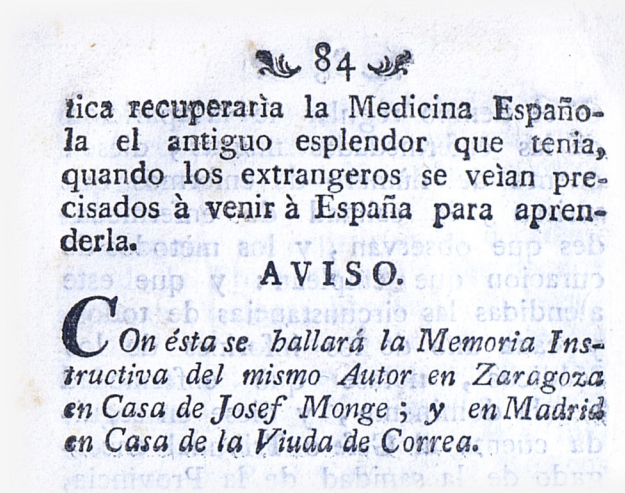 84
tica recuperarìa la Medicina Españo-
la el antiguo esplendor que tenia,
quando los extrangeros se veìan pre-
cisados à venir à España para apren-
derla.
AVISO.
COn ésta se hallará la Memoria Ins-
tructiva del mismo Autor en Zaragoza
en Casa de Josef Monge ; y en Madrid
en Casa de la Viuda de Correa.